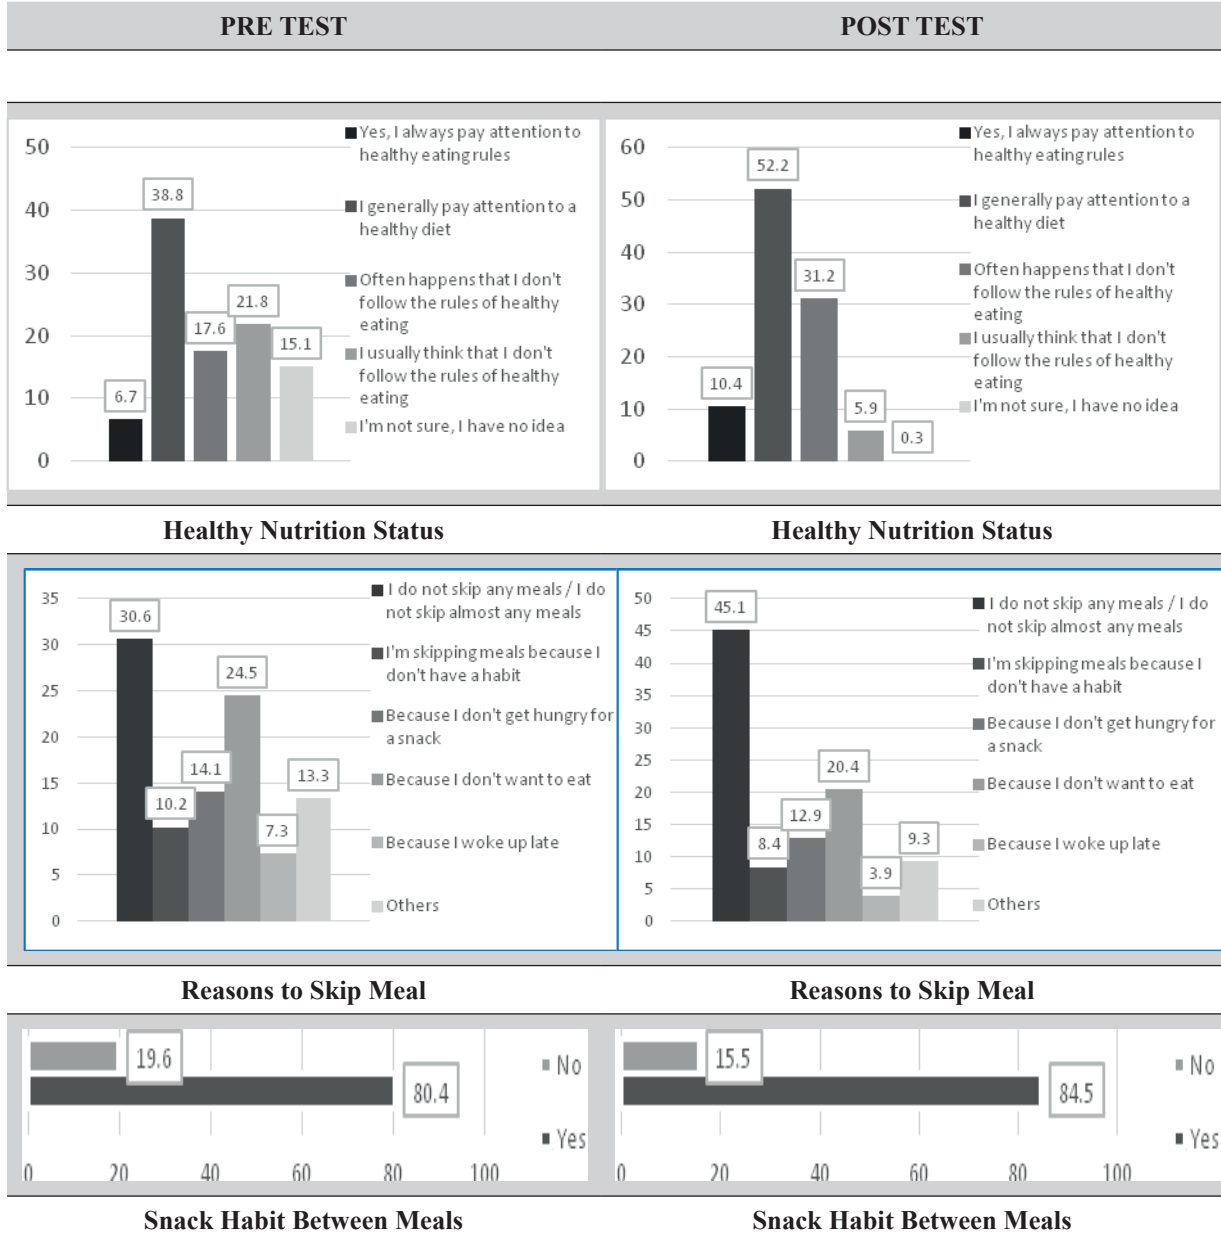 PRE TEST
POST TEST
50
40
30
20
10
0
6.7
38.8
17.6
21.8
15.1
Yes, I always pay attention to
healthy eating rules
I generally pay attention to a
healthy diet
Often happens that I don't
follow the rules of healthy
eating
I usually think that I don't
follow the rules of healthy
eating
I'm not sure, I have no idea
60
50
40
30
20
10
0
10.4
52.2
31.2
5.9
0.3
Yes, I always pay attention to
healthy eating rules
I generally pay attention to a
healthy diet
Often happens that I don't
follow the rules of healthy
eating
I usually think that I don't
follow the rules of healthy
eating
I'm not sure, I have no idea
Healthy Nutrition Status
Healthy Nutrition Status
35
30
25
20
15
10
5
0
30.6
10.2
14.1
24.5
7.3
13.3
I do not skip any meals / I do
not skip almost any meals
I'm skipping meals because I
don't have a habit
Because I don't get hungry for
a snack
Because I don't want to eat
Because I woke up late
Others
50
45
40
35
30
25
20
15
10
5
0
45.1
8.4
12.9
20.4
3.9
9.3
I do not skip any meals / I do
not skip almost any meals
I'm skipping meals because I
don't have a habit
Because I don't get hungry for
a snack
Because I don't want to eat
Because I woke up late
Others
Reasons to Skip Meal
Reasons to Skip Meal
19.6
80.4
No
Yes
0 20 40 60 80 100
15.5
84.5
No
Yes
0 20 40 60 80 100
Snack Habit Between Meals
Snack Habit Between Meals